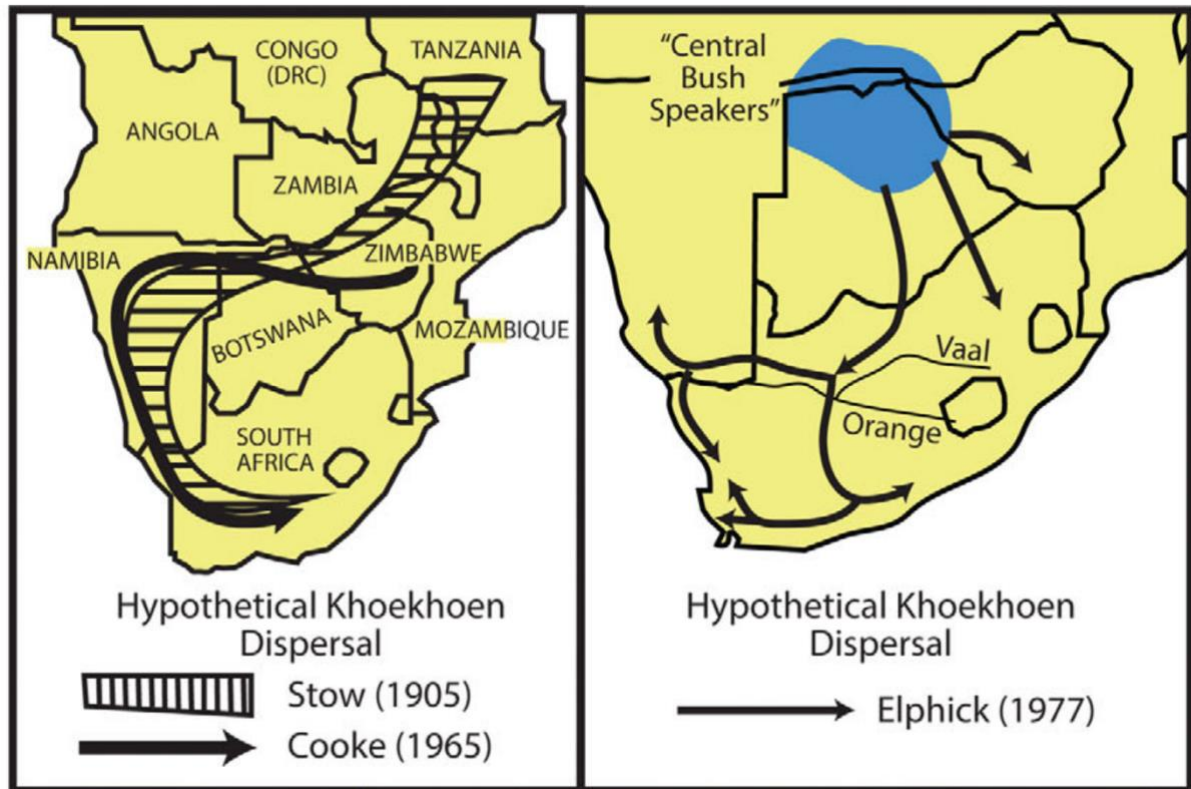 CONGO
(DRC)
TANZANIA
ANGOLA
ZAMBIA
NAMIBIA
ZIMBABWE
BOTSWANA
MOZAMBIQUE
SOUTH
AFRICA
Hypothetical Khoekhoen
Dispersal
Stow (1905)
Cooke (1965)
"Central
Bush
Speakers"
Vaal
Orange
Hypothetical Khoekhoen
Dispersal
Elphick (1977)